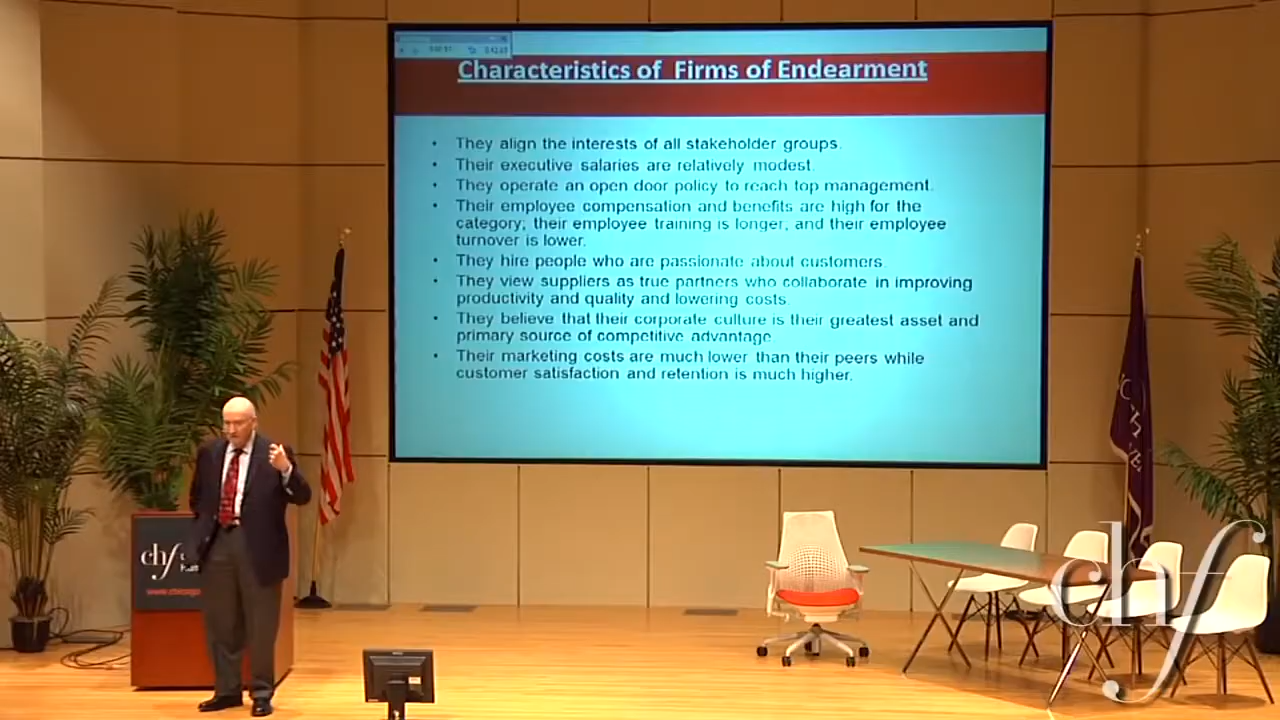 Characteristics of Firms of Endearment
• They align the interests of all stakeholder groups.
• Their executive salaries are relatively modest.
• They operate an open door policy to reach top management.
• Their employee compensation and benefits are high for the
category; their employee training is longer; and their employee
turnover is lower.
• They hire people who are passionate about customers.
• They view suppliers as true partners who collaborate in improving
productivity and quality and lowering costs.
• They believe that their corporate culture is their greatest asset and
primary source of competitive advantage
• Their marketing costs are much lower than their peers while
customer satisfaction and retention is much higher.
chf
chf